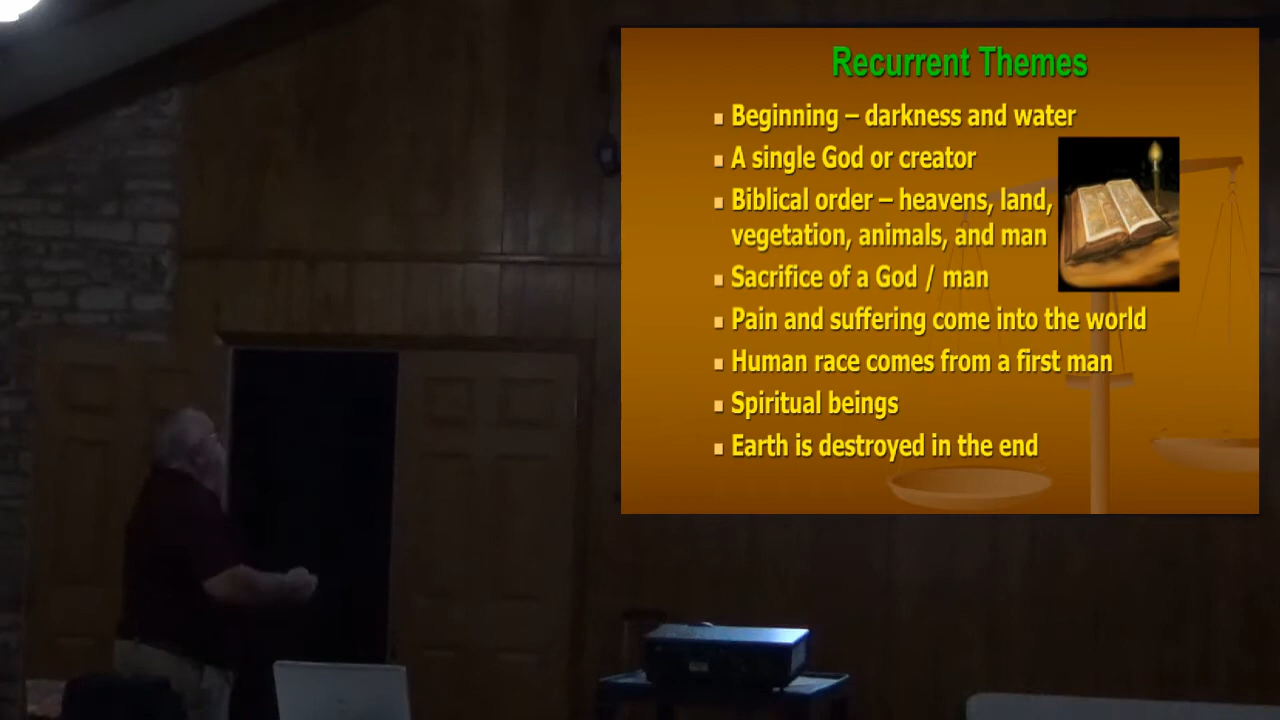 Recurrent Themes
Beginning – darkness and water
A single God or creator
Biblical order – heavens, land,
vegetation, animals, and man
Sacrifice of a God / man
Pain and suffering come into the world
Human race comes from a first man
Spiritual beings
Earth is destroyed in the end